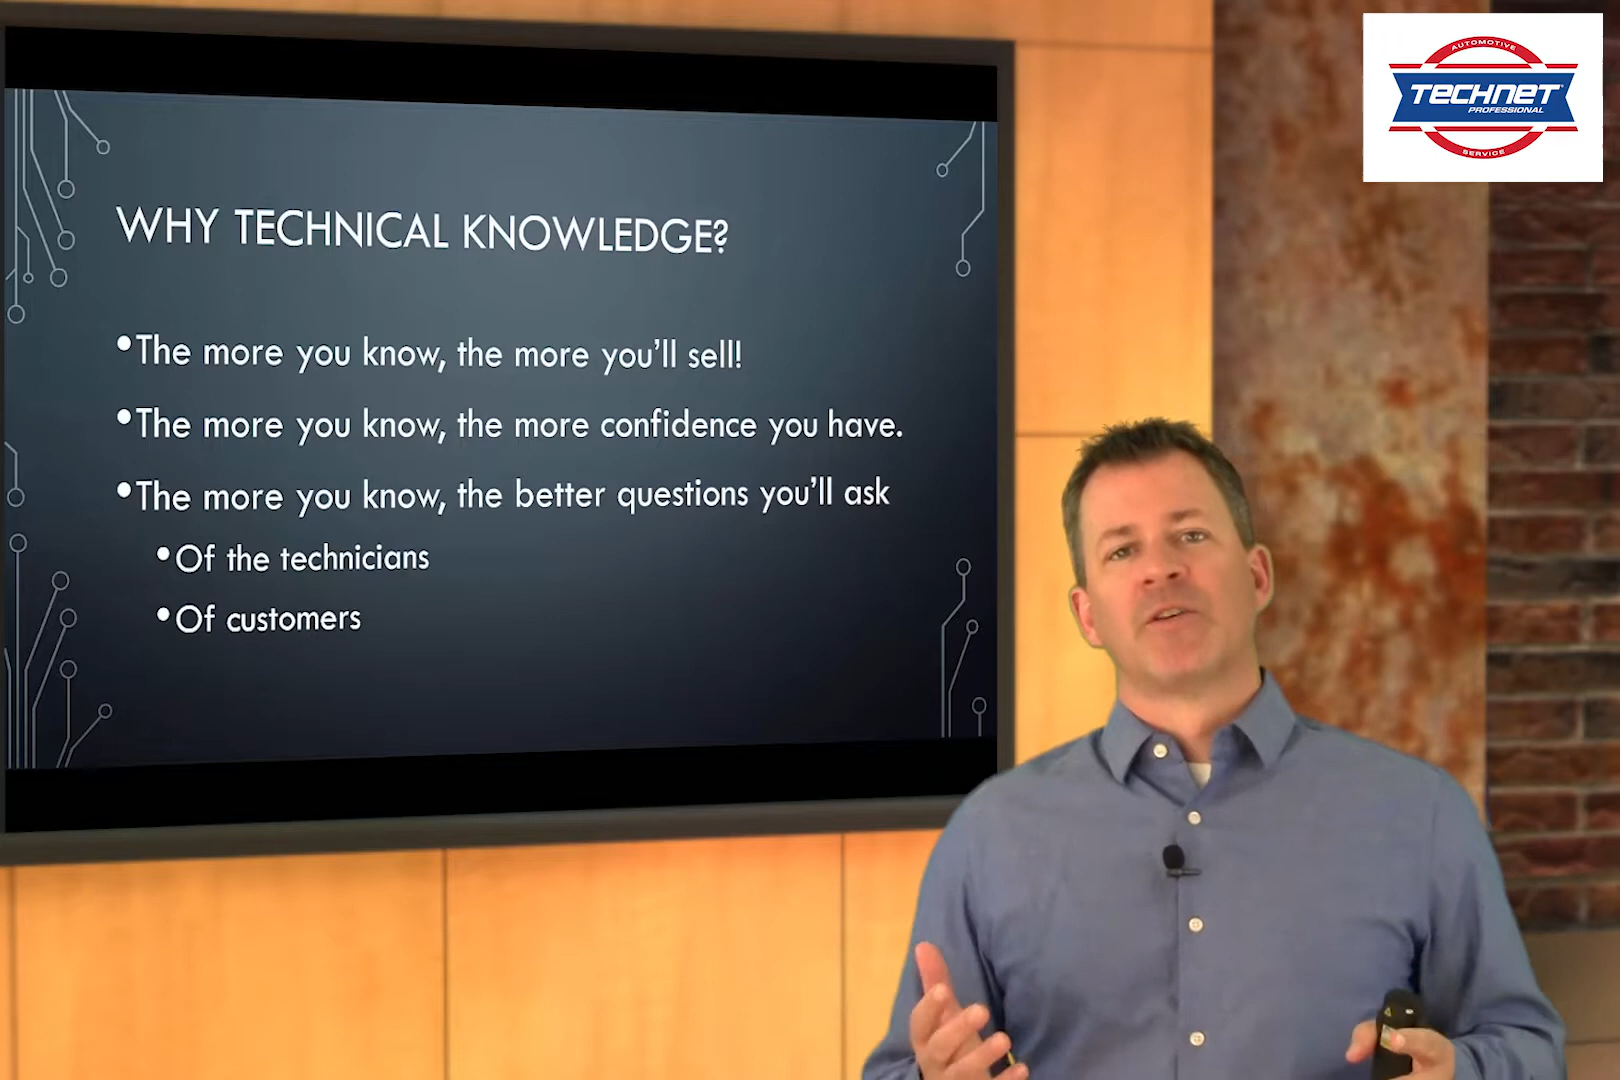 AUTOMOTIVE
TECHNET
PROFESSIONAL
SERVICE
WHY TECHNICAL KNOWLEDGE?
•The more you know, the more you'll sell!
•The more you know, the more confidence you have.
•The more you know, the better questions you'll ask
•Of the technicians
•Of customers